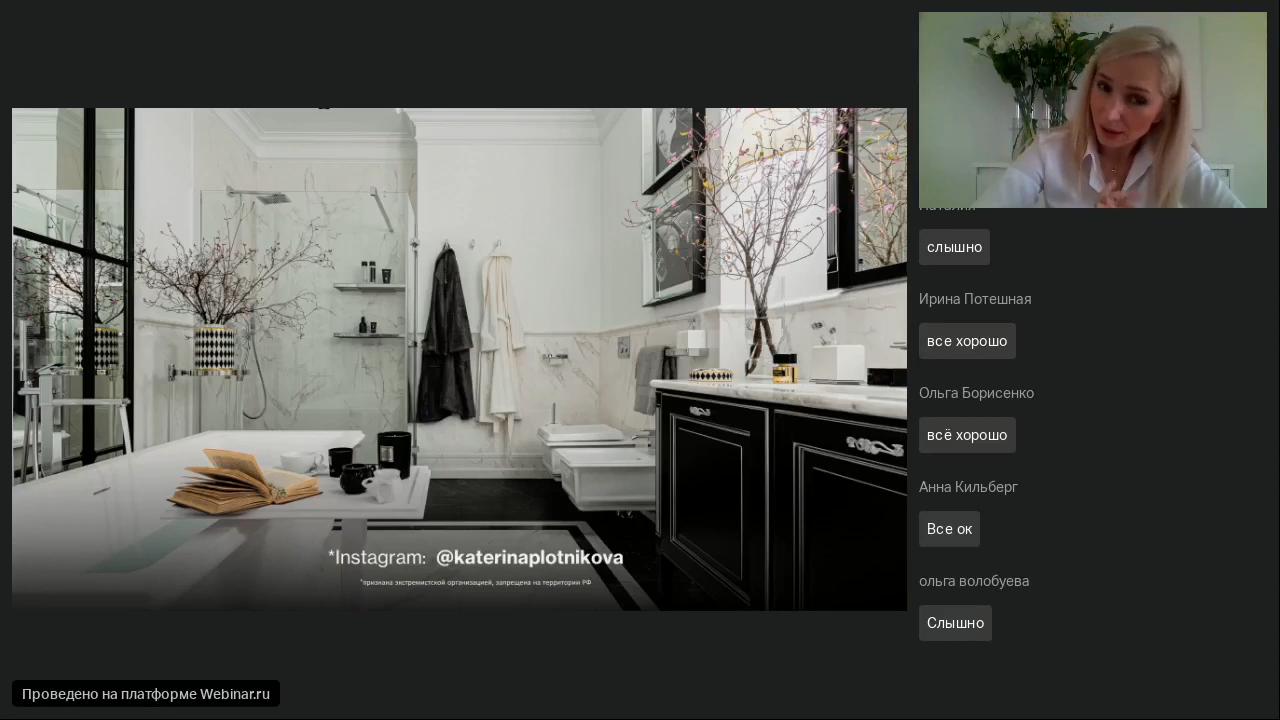 *Instagram: @katerinaplotnikova
*признана экстремистской организацией, запрещена на территории РФ
Наталия
слышно
Ирина Потешная
все хорошо
Ольга Борисенко
всё хорошо
Анна Кильберг
Все ок
ольга волобуева
Слышно
Проведено на платформе Webinar.ru